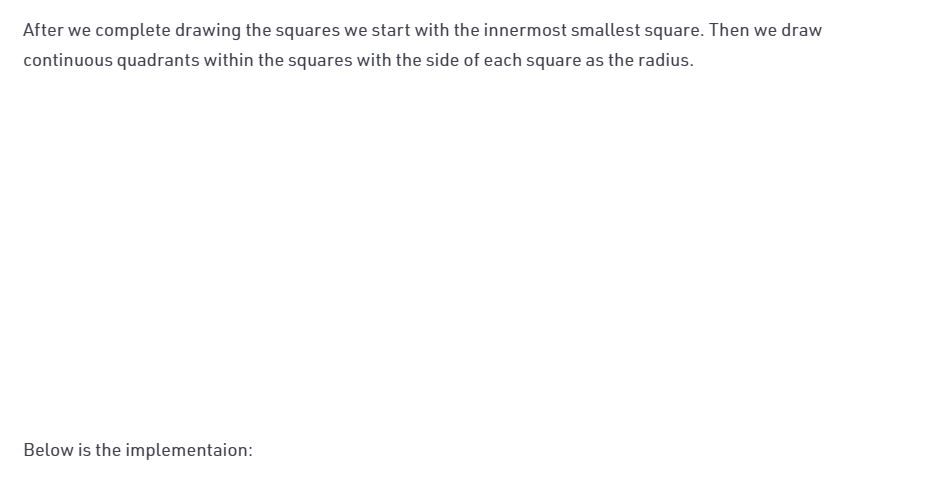 After we complete drawing the squares we start with the innermost smallest square. Then we draw
continuous quadrants within the squares with the side of each square as the radius.
Below is the implementaion: